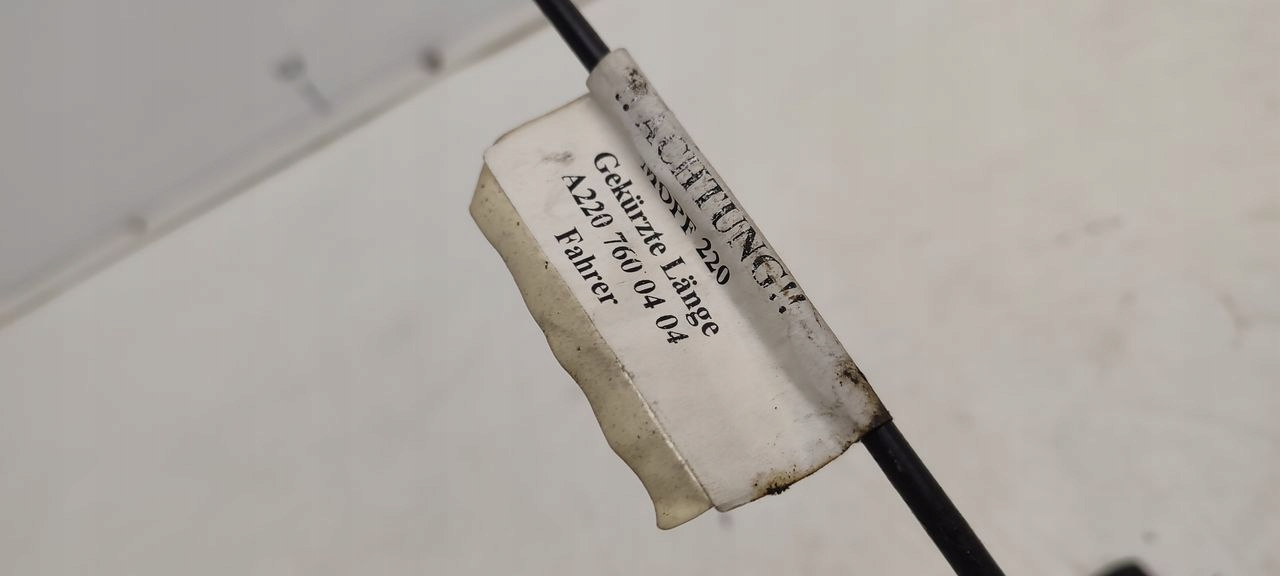 !! ACHTUNG!!
MOPF 220
Gekürzte Länge
A220 760 04 04
Fahrer